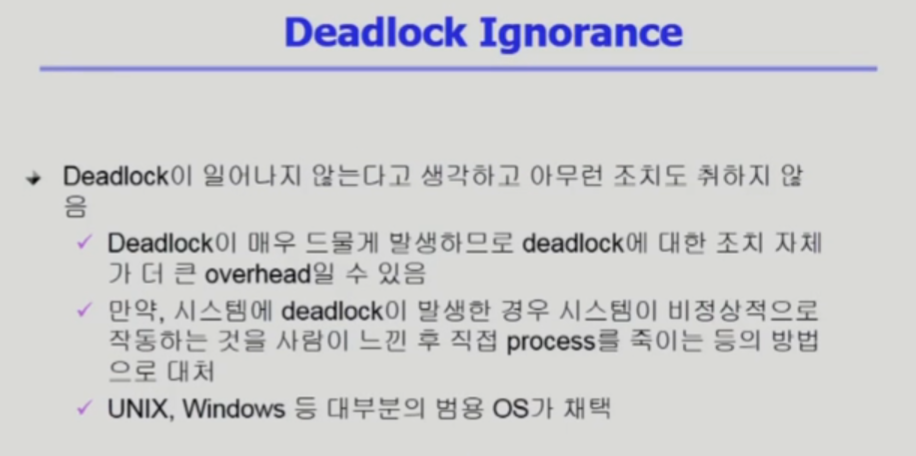 Deadlock Ignorance
Deadlock이 일어나지 않는다고 생각하고 아무런 조치도 취하지 않
음
Deadlock이 매우 드물게 발생하므로 deadlock에 대한 조치 자체
가 더 큰 overhead일 수 있음
만약, 시스템에 deadlock이 발생한 경우 시스템이 비정상적으로
작동하는 것을 사람이 느낀 후 직접 process를 죽이는 등의 방법
으로 대처
UNIX, Windows 등 대부분의 범용 OS가 채택